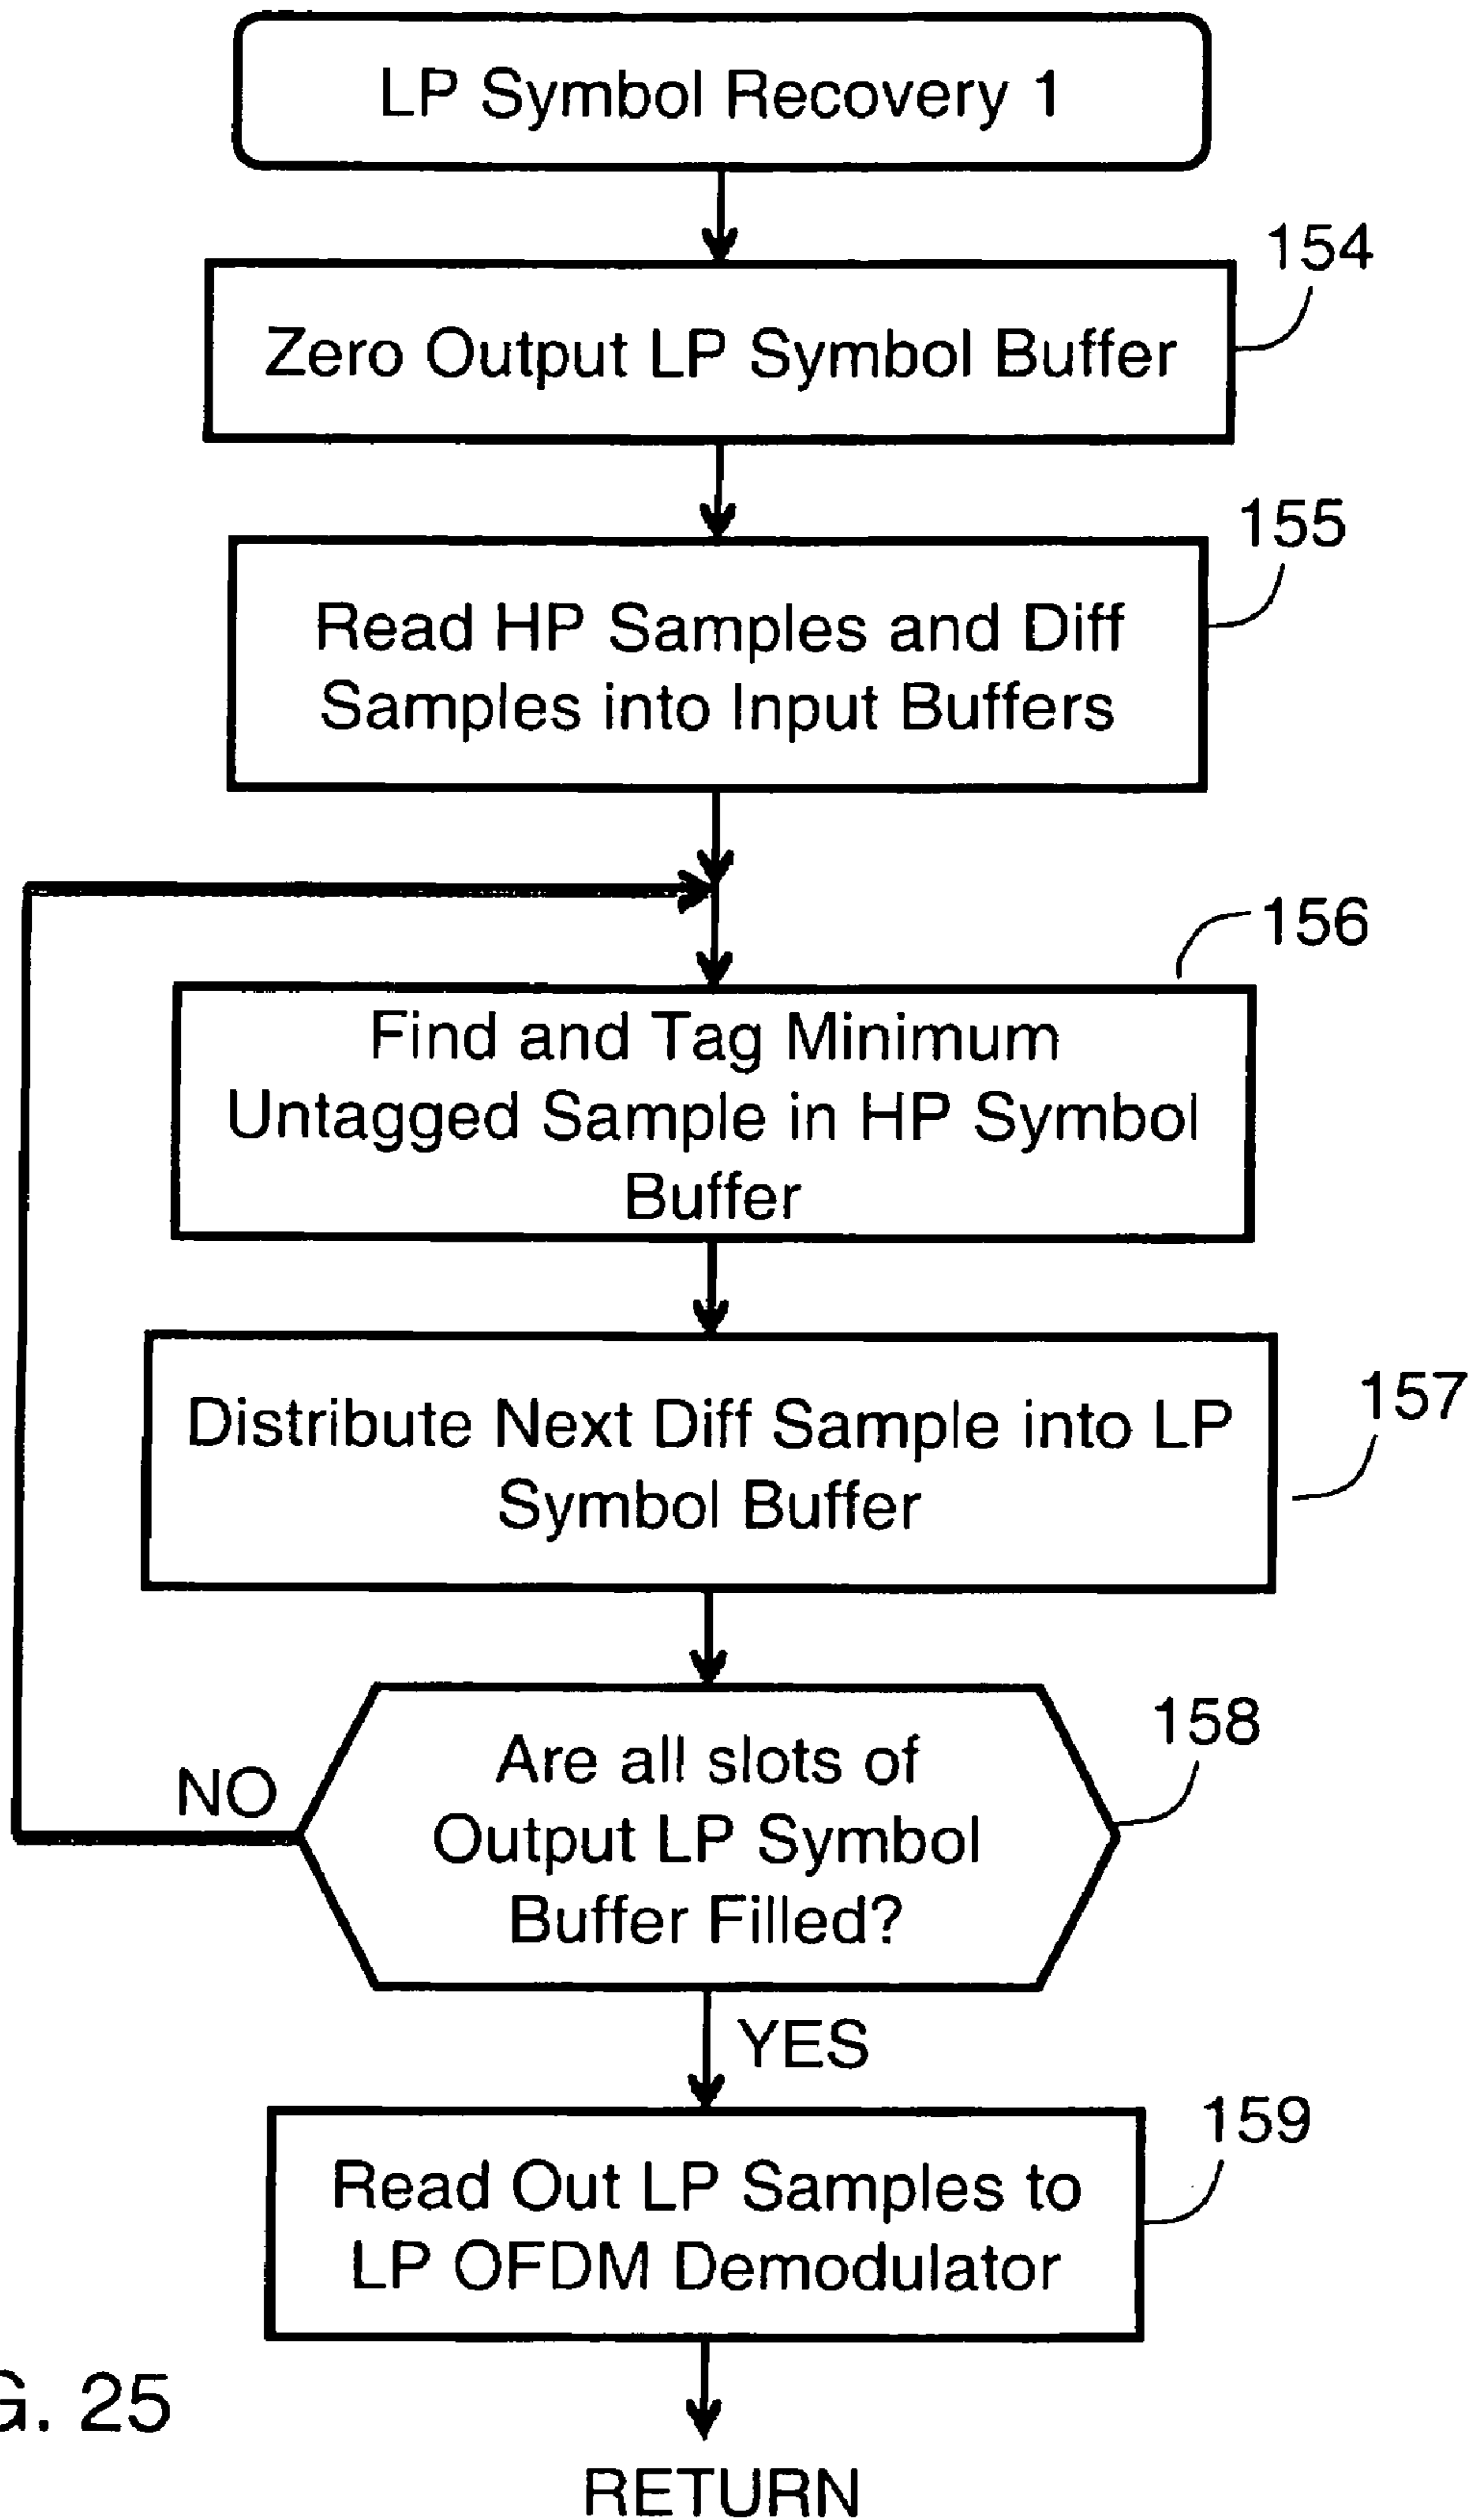 LP Symbol Recovery 1
154
Zero Output LP Symbol Buffer
155
Read HP Samples and Diff
Samples into Input Buffers
156
Find and Tag Minimum
Untagged Sample in HP Symbol
Buffer
157
Distribute Next Diff Sample into LP
Symbol Buffer
158
Are all slots of
Output LP Symbol
Buffer Filled?
NO
YES
159
Read Out LP Samples to
LP OFDM Demodulator
G. 25
RETURN